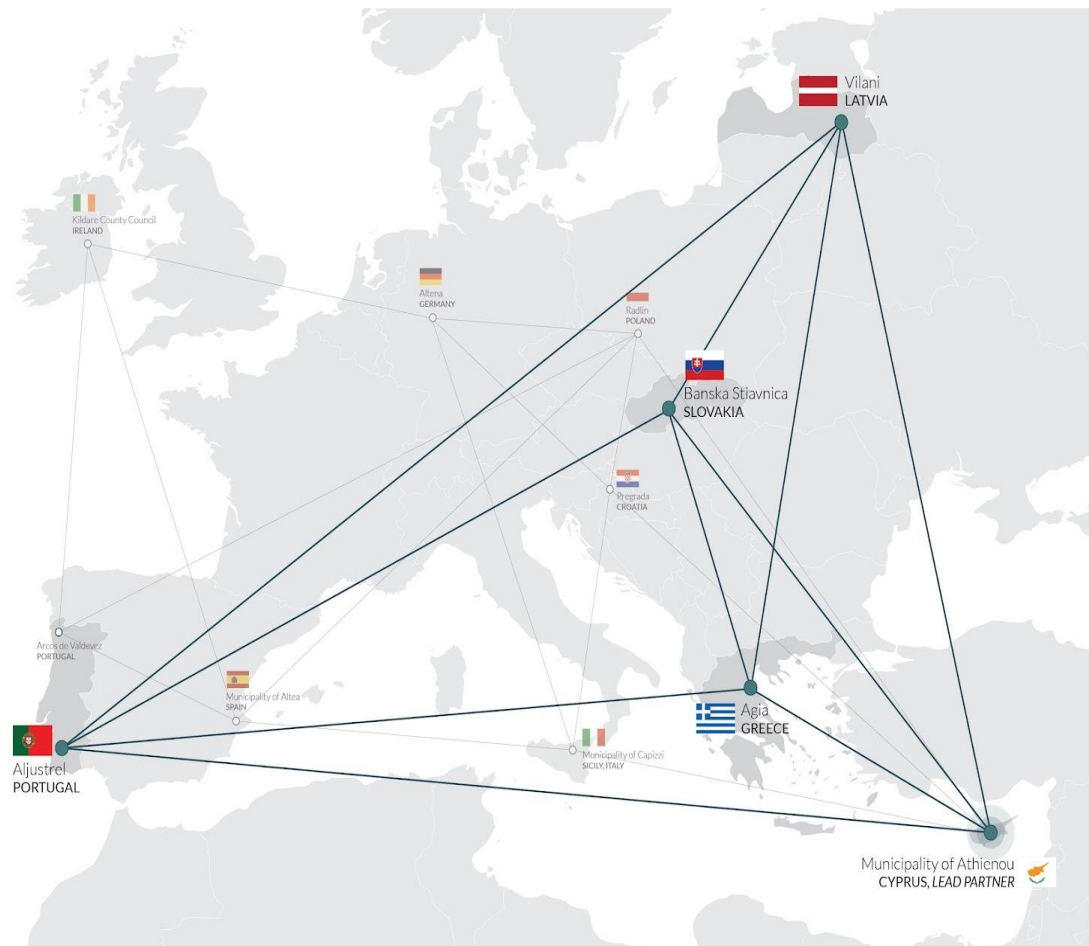 Vilani
LATVIA
Kildare County Council
IRELAND
Altena
GERMANY
Radlin
POLAND
Banska Stiavnica
SLOVAKIA
Pregrada
CROATIA
Arcos de Valdevez
PORTUGAL
Municipality of Altea
SPAIN
Agia
GREECE
Aljustrel
PORTUGAL
Municipality of Capizzi
SICILY, ITALY
Municipality of Athienou
CYPRUS, LEAD PARTNER